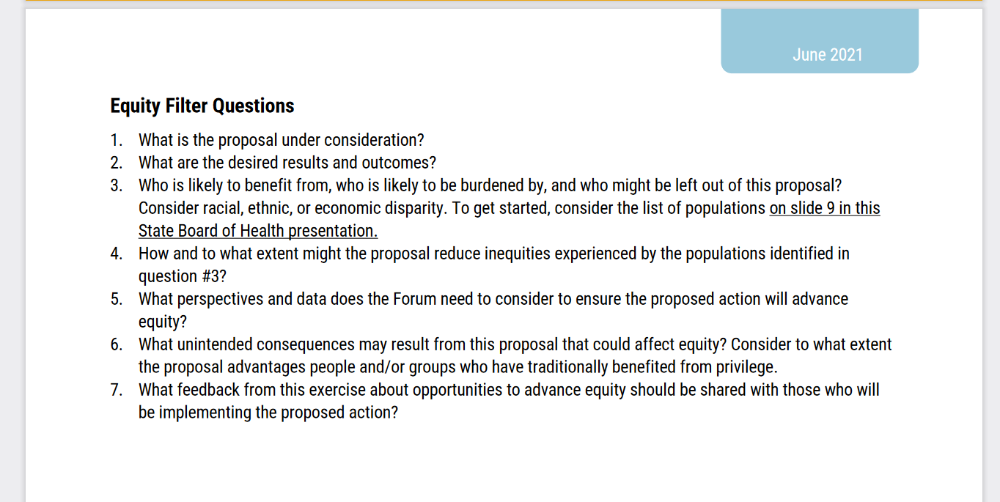 June 2021
Equity Filter Questions
1. What is the proposal under consideration?
2. What are the desired results and outcomes?
3. Who is likely to benefit from, who is likely to be burdened by, and who might be left out of this proposal?
Consider racial, ethnic, or economic disparity. To get started, consider the list of populations on slide 9 in this
State Board of Health presentation.
4. How and to what extent might the proposal reduce inequities experienced by the populations identified in
question #3?
5. What perspectives and data does the Forum need to consider to ensure the proposed action will advance
equity?
6. What unintended consequences may result from this proposal that could affect equity? Consider to what extent
the proposal advantages people and/or groups who have traditionally benefited from privilege.
7. What feedback from this exercise about opportunities to advance equity should be shared with those who will
be implementing the proposed action?